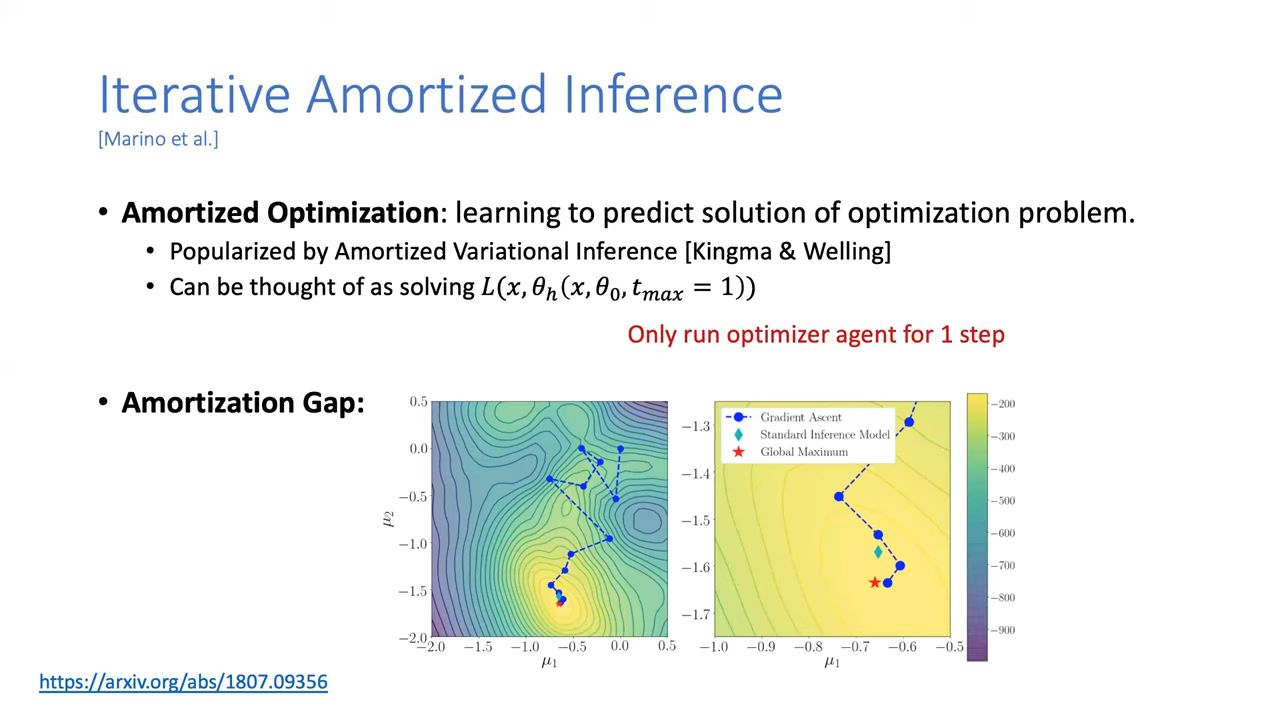 Iterative Amortized Inference
[Marino et al.]
• Amortized Optimization: learning to predict solution of optimization problem.
• Popularized by Amortized Variational Inference [Kingma & Welling]
• Can be thought of as solving L(x, θ_h(x, θ_0, t_max = 1))
Only run optimizer agent for 1 step
• Amortization Gap:
0.5
0.0
−0.5
−1.0
−1.5
−2.0
μ_2
−2.0 −1.5 −1.0 −0.5 0.0 0.5
μ_1
Gradient Ascent
Standard Inference Model
Global Maximum
−1.3
−1.4
−1.5
−1.6
−1.7
−1.0 −0.9 −0.8 −0.7 −0.6 −0.5
μ_1
−200
−300
−400
−500
−600
−700
−800
−900
https://arxiv.org/abs/1807.09356